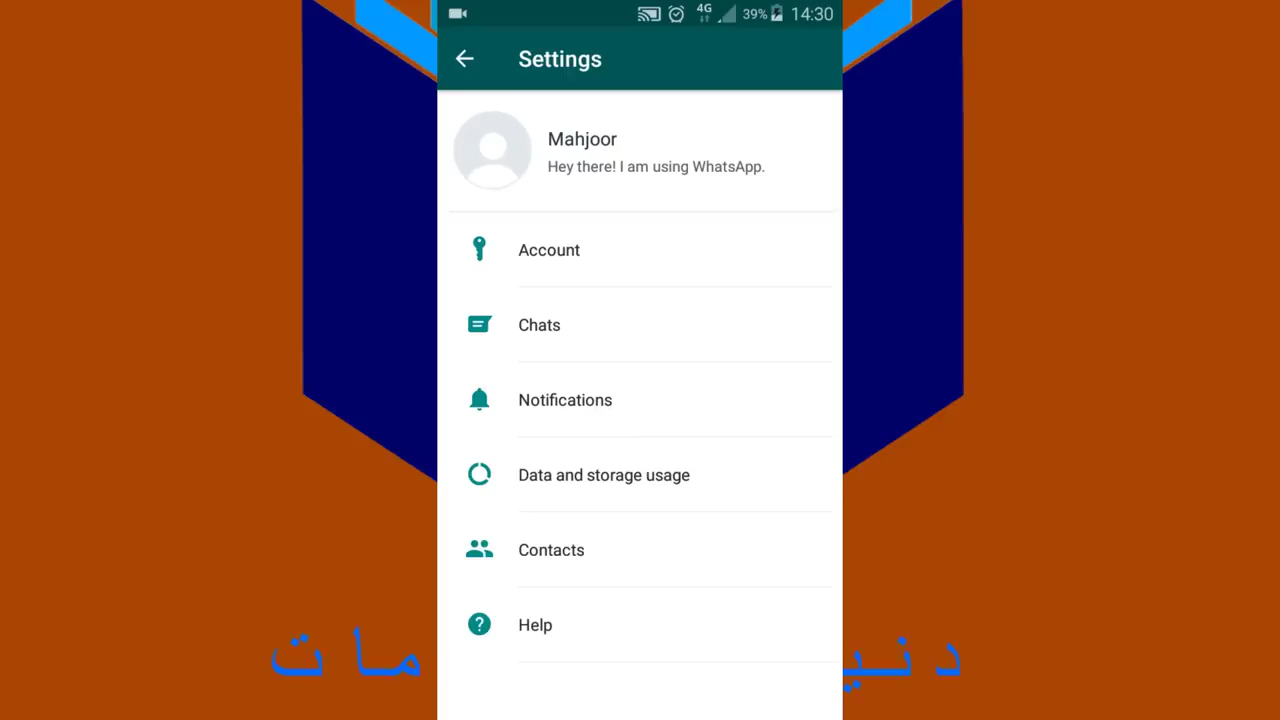 4G 39% 14:30
Settings
Mahjoor
Hey there! I am using WhatsApp.
Account
Chats
Notifications
Data and storage usage
Contacts
Help